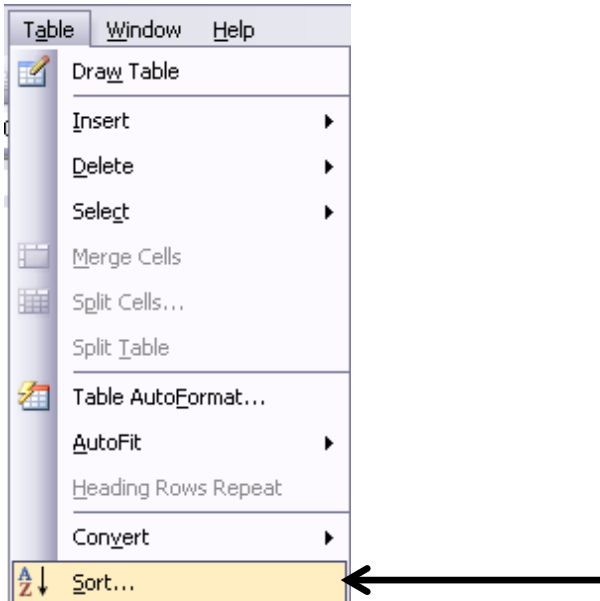 Table Window Help
Draw Table
Insert
Delete
Select
Merge Cells
Split Cells...
Split Table
Table AutoFormat...
AutoFit
Heading Rows Repeat
Convert
A
Z
Sort...